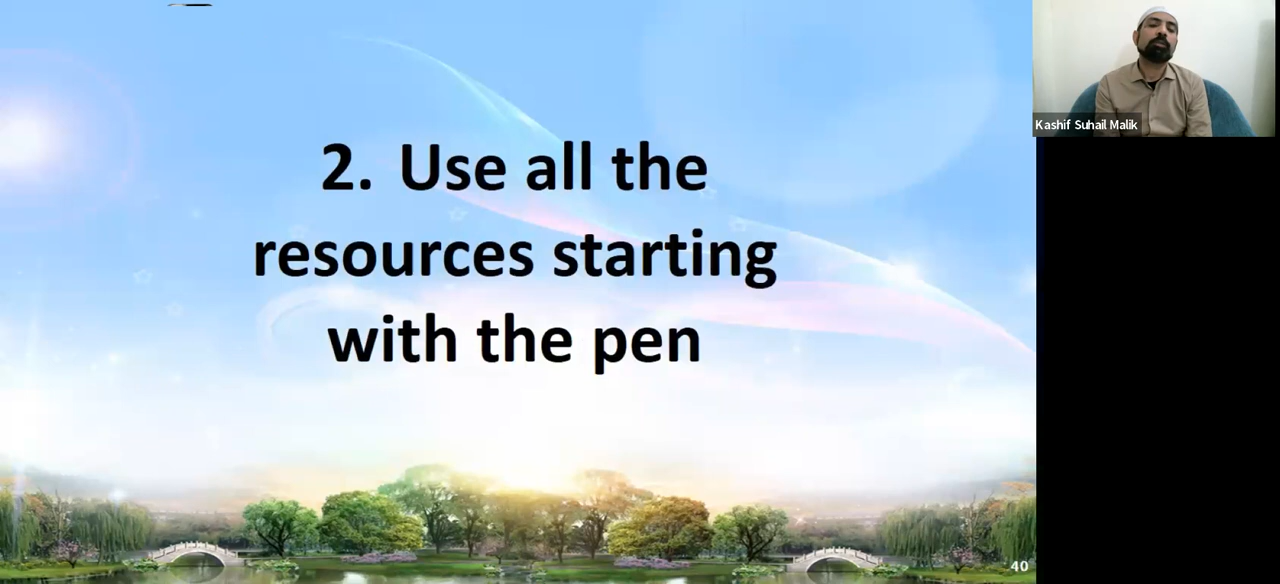 2. Use all the
resources starting
with the pen
Kashif Suhail Malik
40